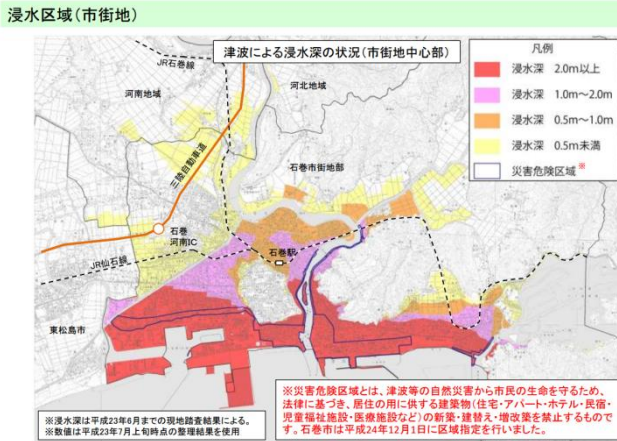 浸水区域(市街地)
津波による浸水深の状況(市街地中心部)
凡例
浸水深 2.0m以上
浸水深 1.0m~2.0m
浸水深 0.5m~1.0m
浸水深 0.5m未満
災害危険区域※
JR石巻線
河南地域
河北地域
三陸自動車道
石巻市街地部
石巻
河南IC
石巻駅
JR仙石線
東松島市
※浸水深は平成23年6月までの現地踏査結果による。
※数値は平成23年7月上旬時点の整理結果を使用
※災害危険区域とは、津波等の自然災害から市民の生命を守るため、
法律に基づき、居住の用に供する建築物(住宅・アパート・ホテル・民宿・
児童福祉施設・医療施設など)の新築・建替え・増改築を禁止するもので
す。石巻市は平成24年12月1日に区域指定を行いました。